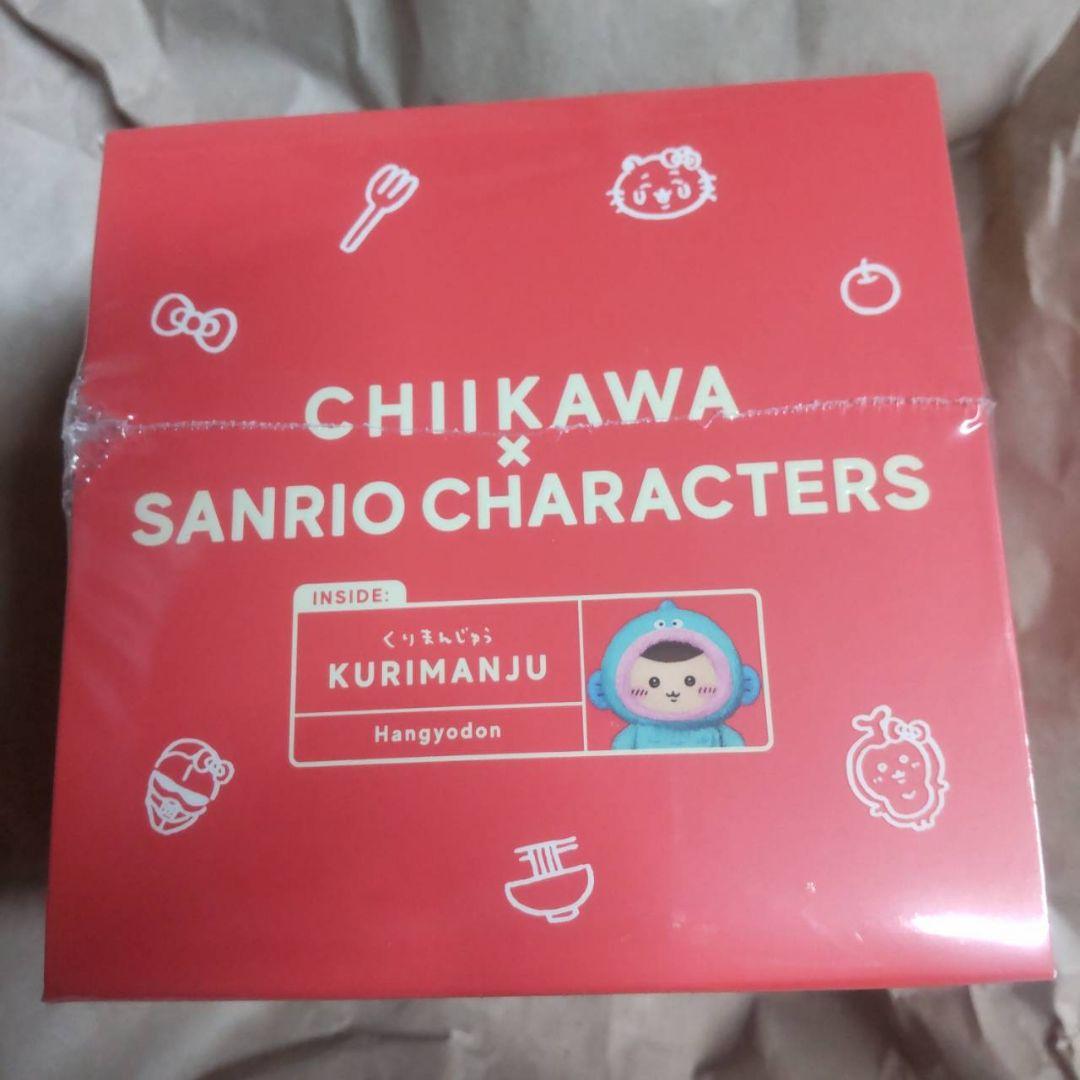 CHIIKAWA
×
SANRIO CHARACTERS
INSIDE:
くりまんじゅう
KURIMANJU
Hangyodon